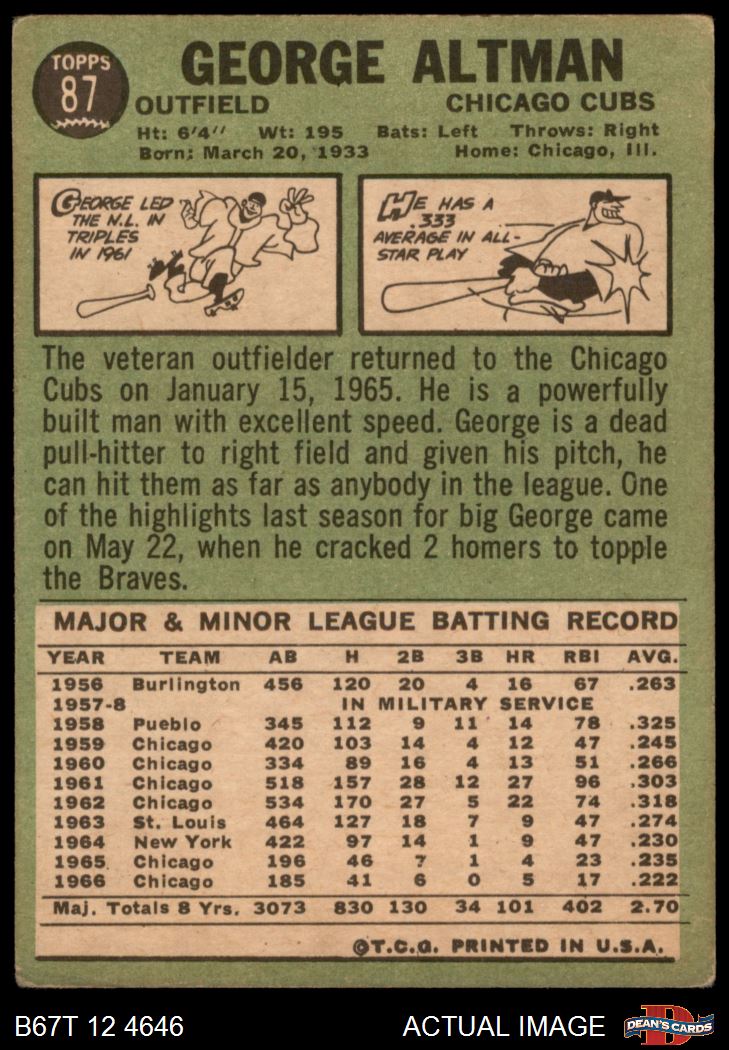 TOPPS
87
GEORGE ALTMAN
OUTFIELD CHICAGO CUBS
Ht: 6'4" Wt: 195 Bats: Left Throws: Right
Born: March 20, 1933 Home: Chicago, Ill.
GEORGE LED
THE N.L. IN
TRIPLES
IN 1961
HE HAS A
.333
AVERAGE IN ALL-
STAR PLAY
The veteran outfielder returned to the Chicago
Cubs on January 15, 1965. He is a powerfully
built man with excellent speed. George is a dead
pull-hitter to right field and given his pitch, he
can hit them as far as anybody in the league. One
of the highlights last season for big George came
on May 22, when he cracked 2 homers to topple
the Braves.
MAJOR & MINOR LEAGUE BATTING RECORD
YEAR TEAM AB H 2B 3B HR RBI AVG.
1956 Burlington 456 120 20 4 16 67 .263
1957-8 IN MILITARY SERVICE
1958 Pueblo 345 112 9 11 14 78 .325
1959 Chicago 420 103 14 4 12 47 .245
1960 Chicago 334 89 16 4 13 51 .266
1961 Chicago 518 157 28 12 27 96 .303
1962 Chicago 534 170 27 5 22 74 .318
1963 St. Louis 464 127 18 7 9 47 .274
1964 New York 422 97 14 1 9 47 .230
1965 Chicago 196 46 7 1 4 23 .235
1966 Chicago 185 41 6 0 5 17 .222
Maj. Totals 8 Yrs. 3073 830 130 34 101 402 2.70
©T.C.G. PRINTED IN U.S.A.
B67T 12 4646 ACTUAL IMAGE
D
DEAN'S CARDS